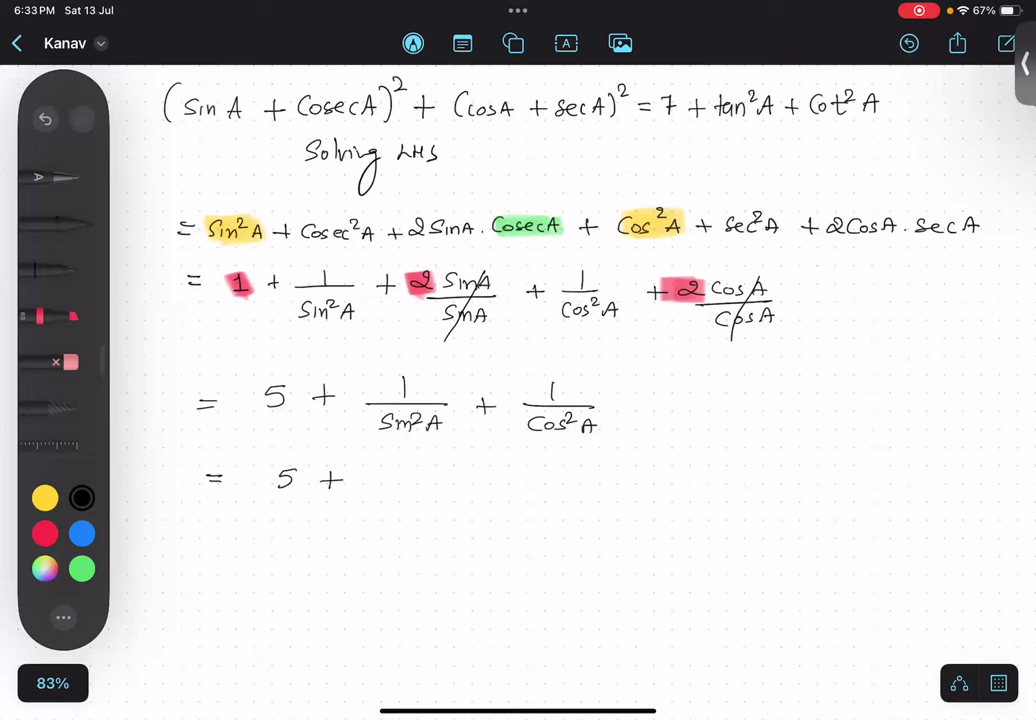 6:33 PM Sat 13 Jul 67%
Kanav
(sin A + CosecA)² + (cosA + secA)² = 7 + tan²A + Cot²A
Solving LHS
= Sin²A + Cosec²A + 2SinA . CosecA + Cos²A + sec²A + 2CosA . secA
= 1 + 1/Sin²A + 2 SinA/SinA + 1/Cos²A + 2 CosA/CosA
= 5 + 1/Sin²A + 1/Cos²A
= 5 +
83%